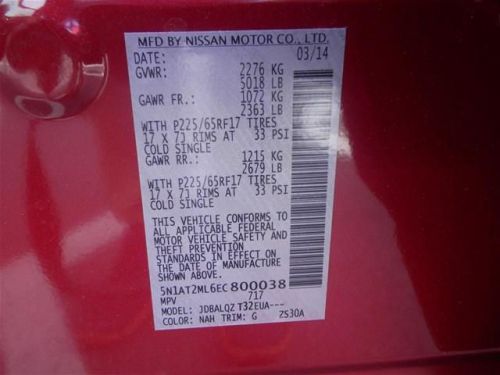 MFD BY NISSAN MOTOR CO., LTD.
DATE: 03/14
GVWR: 2276 KG
5018 LB
GAWR FR.: 1072 KG
2363 LB
WITH P225/65RF17 TIRES
17 X 7J RIMS AT 33 PSI
COLD SINGLE
GAWR RR.: 1215 KG
2679 LB
WITH P225/65RF17 TIRES
17 X 7J RIMS AT 33 PSI
COLD SINGLE
THIS VEHICLE CONFORMS TO
ALL APPLICABLE FEDERAL
MOTOR VEHICLE SAFETY AND
THEFT PREVENTION
STANDARDS IN EFFECT ON
THE DATE OF MANUFACTURE
SHOWN ABOVE.
5N1AT2ML6EC800038
MPV 717
MODEL: JDBALQZ T32EUA---
COLOR: NAH TRIM: G 2S30A